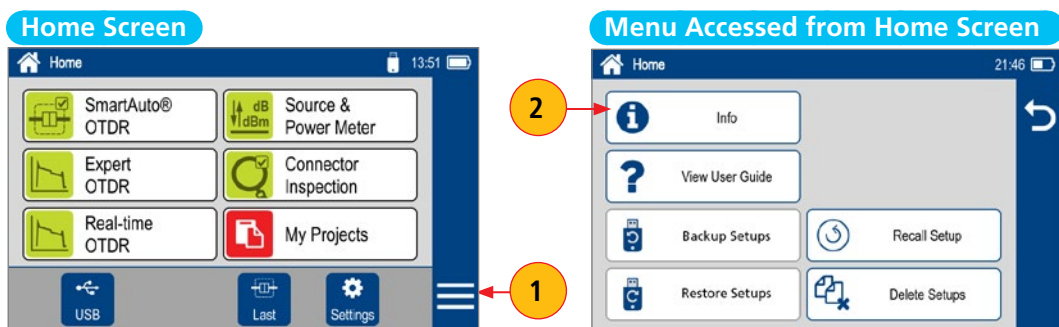 Home Screen
Home
13:51
SmartAuto®
OTDR
dB
dBm
Source &
Power Meter
Expert
OTDR
Connector
Inspection
Real-time
OTDR
My Projects
USB
Last
Settings
1
Menu Accessed from Home Screen
Home
21:46
2
i
Info
?
View User Guide
Backup Setups
Recall Setup
Restore Setups
Delete Setups